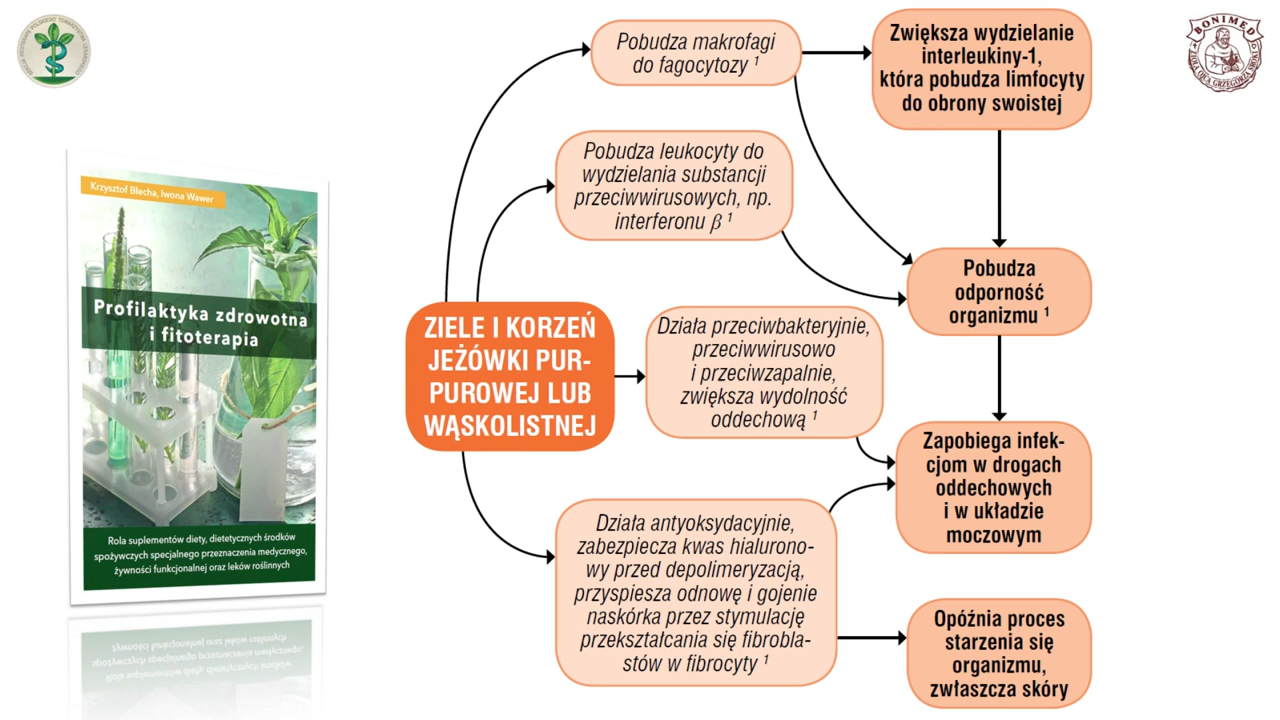 BONIMED
ZIOŁA OJCA GRZEGORZA SROKI
Krzysztof Błecha, Iwona Wawer
Profilaktyka zdrowotna
i fitoterapia
Rola suplementów diety, dietetycznych środków
spożywczych specjalnego przeznaczenia medycznego,
żywności funkcjonalnej oraz leków roślinnych
ZIELE I KORZEŃ
JEŻÓWKI PUR-
PUROWEJ LUB
WĄSKOLISTNEJ
Pobudza makrofagi
do fagocytozy 1
Zwiększa wydzielanie
interleukiny-1,
która pobudza limfocyty
do obrony swoistej
Pobudza leukocyty do
wydzielania substancji
przeciwwirusowych, np.
interferonu β 1
Pobudza
odporność
organizmu 1
Działa przeciwbakteryjnie,
przeciwwirusowo
i przeciwzapalnie,
zwiększa wydolność
oddechową 1
Zapobiega infek-
cjom w drogach
oddechowych
i w układzie
moczowym
Działa antyoksydacyjnie,
zabezpiecza kwas hialurono-
wy przed depolimeryzacją,
przyspiesza odnowę i gojenie
naskórka przez stymulację
przekształcania się fibrobla-
stów w fibrocyty 1
Opóźnia proces
starzenia się
organizmu,
zwłaszcza skóry